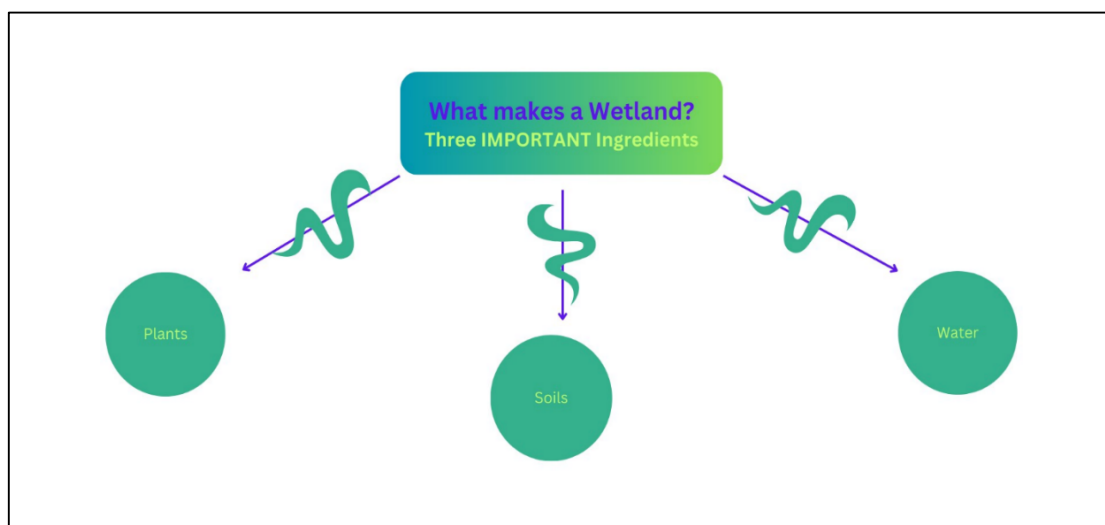 What makes a Wetland?
Three IMPORTANT Ingredients
Plants
Soils
Water